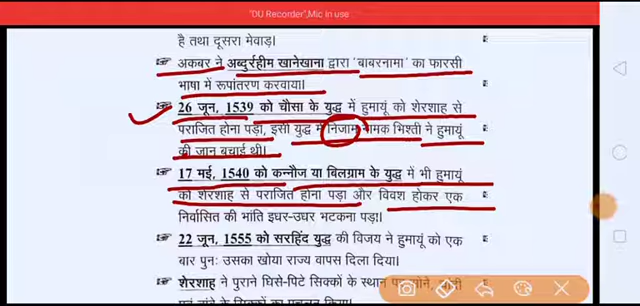 "DU Recorder",Mic in use
है तथा दूसरा मेवाड़।
अकबर ने अब्दुर्रहीम खानेखाना द्वारा 'बाबरनामा' का फारसी
भाषा में रूपांतरण करवाया।
26 जून, 1539 को चौसा के युद्ध में हुमायूं को शेरशाह से
पराजित होना पड़ा, इसी युद्ध में निजाम नामक भिश्ती ने हुमायूं
की जान बचाई थी।
17 मई, 1540 को कन्नौज या बिलग्राम के युद्ध में भी हुमायूं
को शेरशाह से पराजित होना पड़ा और विवश होकर एक
निर्वासित की भांति इधर-उधर भटकना पड़ा।
22 जून, 1555 को सरहिंद युद्ध की विजय ने हुमायूं को एक
बार पुनः उसका खोया राज्य वापस दिला दिया।
शेरशाह ने पुराने घिसे-पिटे सिक्कों के स्थान